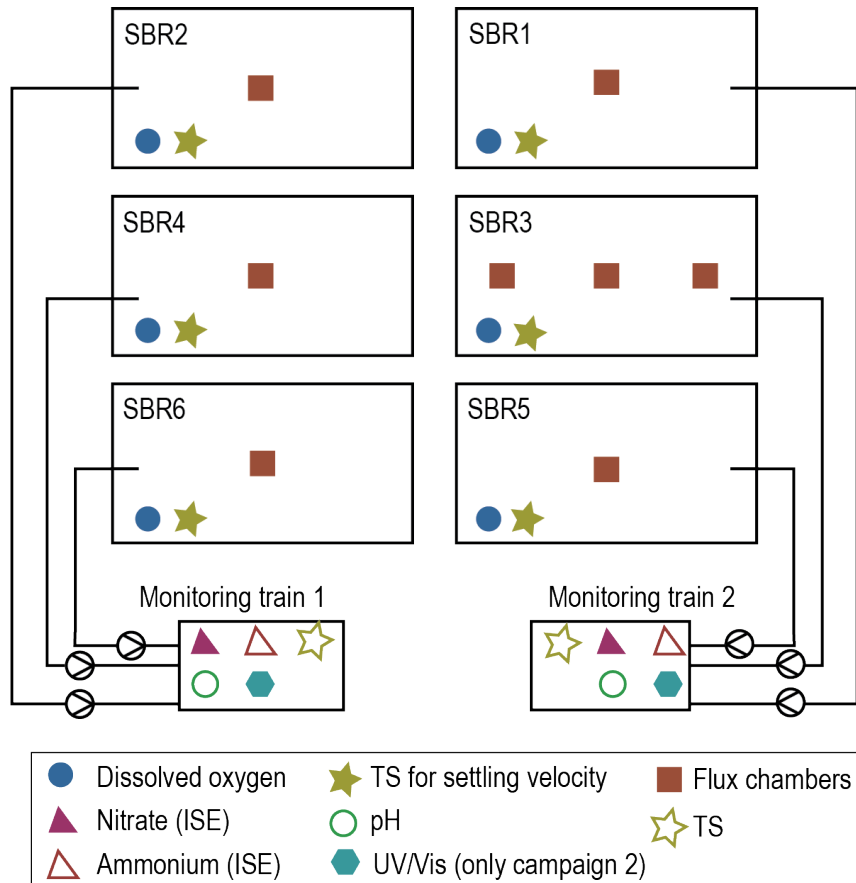 SBR2
SBR1
SBR4
SBR3
SBR6
SBR5
Monitoring train 1
Monitoring train 2
Dissolved oxygen
TS for settling velocity
Flux chambers
Nitrate (ISE)
pH
TS
Ammonium (ISE)
UV/Vis (only campaign 2)